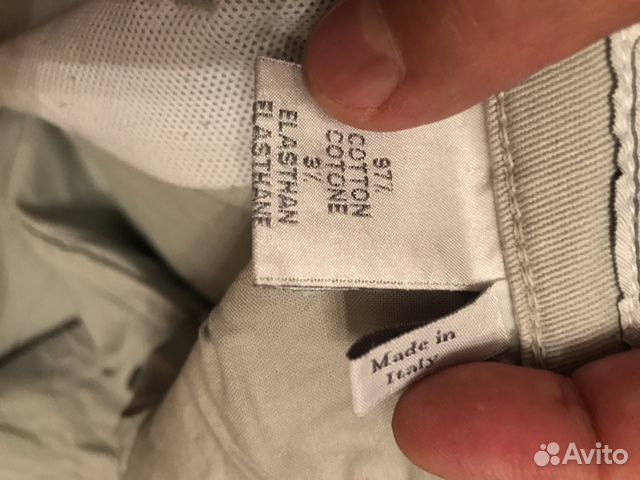 97%
COTTON
COTONE
3%
ELASTHAN
ELASTHANE
Made in
Italy
Avito